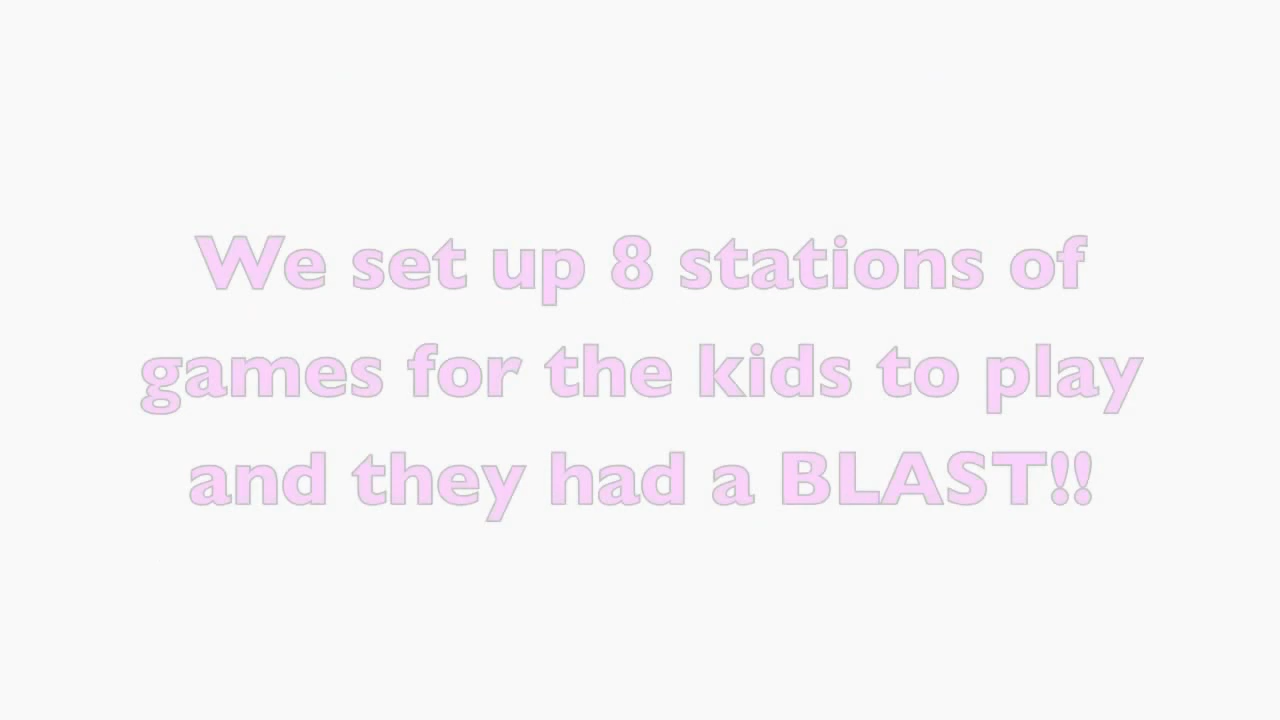 We set up 8 stations of
games for the kids to play
and they had a BLAST!!